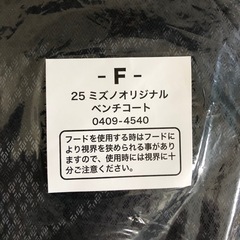 - F -
25 ミズノオリジナル
ベンチコート
0409-4540
フードを使用する時はフードに
より視界を狭められる事があり
ますので、使用時には視界に十
分ご注意ください。